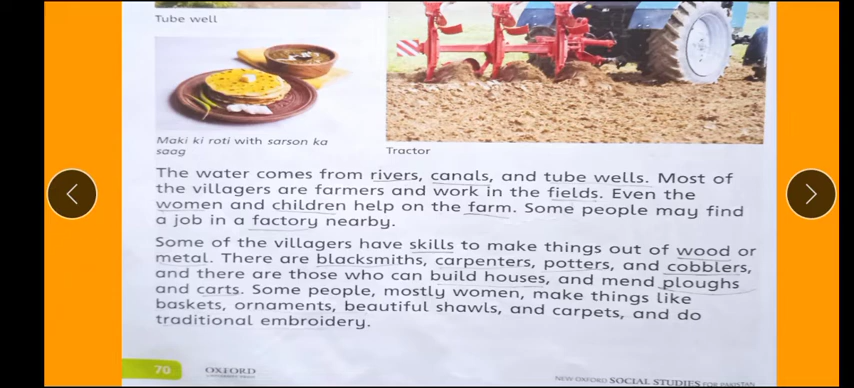 Tube well
Maki ki roti with sarson ka
saag
Tractor
The water comes from rivers, canals, and tube wells. Most of
the villagers are farmers and work in the fields. Even the
women and children help on the farm. Some people may find
a job in a factory nearby.
Some of the villagers have skills to make things out of wood or
metal. There are blacksmiths, carpenters, potters, and cobblers,
and there are those who can build houses, and mend ploughs
and carts. Some people, mostly women, make things like
baskets, ornaments, beautiful shawls, and carpets, and do
traditional embroidery.
70
OXFORD
UNIVERSITY PRESS
NEW OXFORD SOCIAL STUDIES FOR PAKISTAN